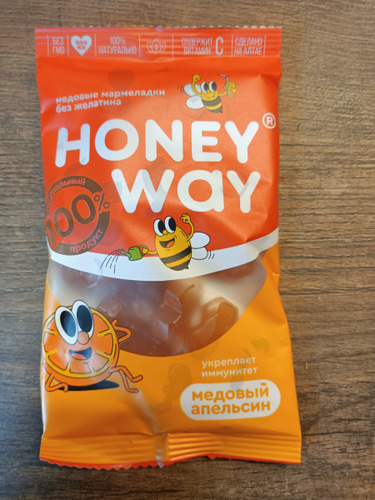 БЕЗ
ГМО
100%
НАТУРАЛЬНО
СОДЕРЖИТ
ВИТАМИН C
СДЕЛАНО
НА АЛТАЕ
медовые мармеладки
без желатина
HONEY®
WAY
100%
продукт
укрепляет
иммунитет
медовый
апельсин